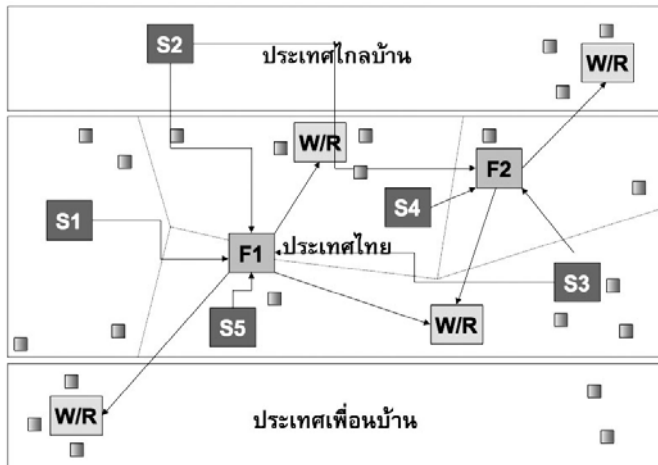 S2
ประเทศไกลบ้าน
W/R
W/R
F2
S4
S1
F1
ประเทศไทย
S3
S5
W/R
W/R
ประเทศเพื่อนบ้าน